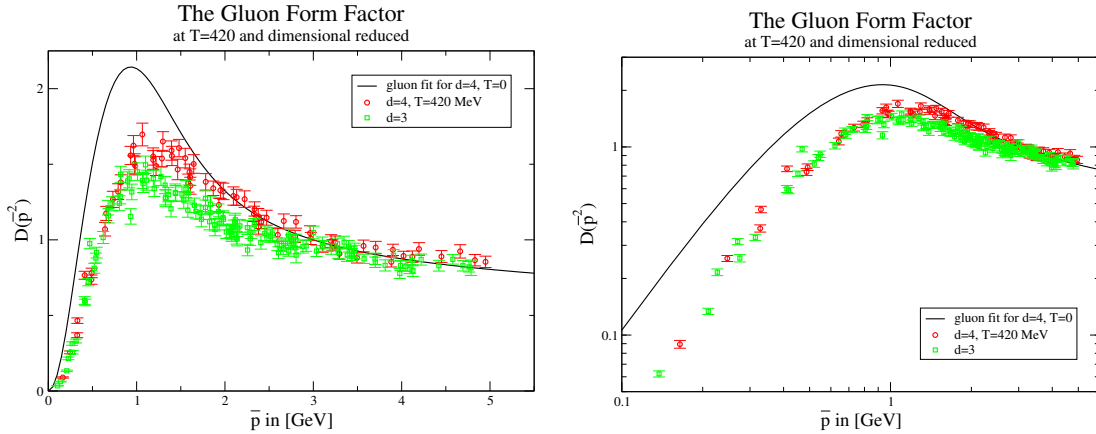 The Gluon Form Factor
at T=420 and dimensional reduced
2
1
0
D(p̅²)
0 1 2 3 4 5
p̅ in [GeV]
gluon fit for d=4, T=0
d=4, T=420 MeV
d=3
The Gluon Form Factor
at T=420 and dimensional reduced
1
0.1
D(p̅²)
0.1 1
p̅ in [GeV]
gluon fit for d=4, T=0
d=4, T=420 MeV
d=3